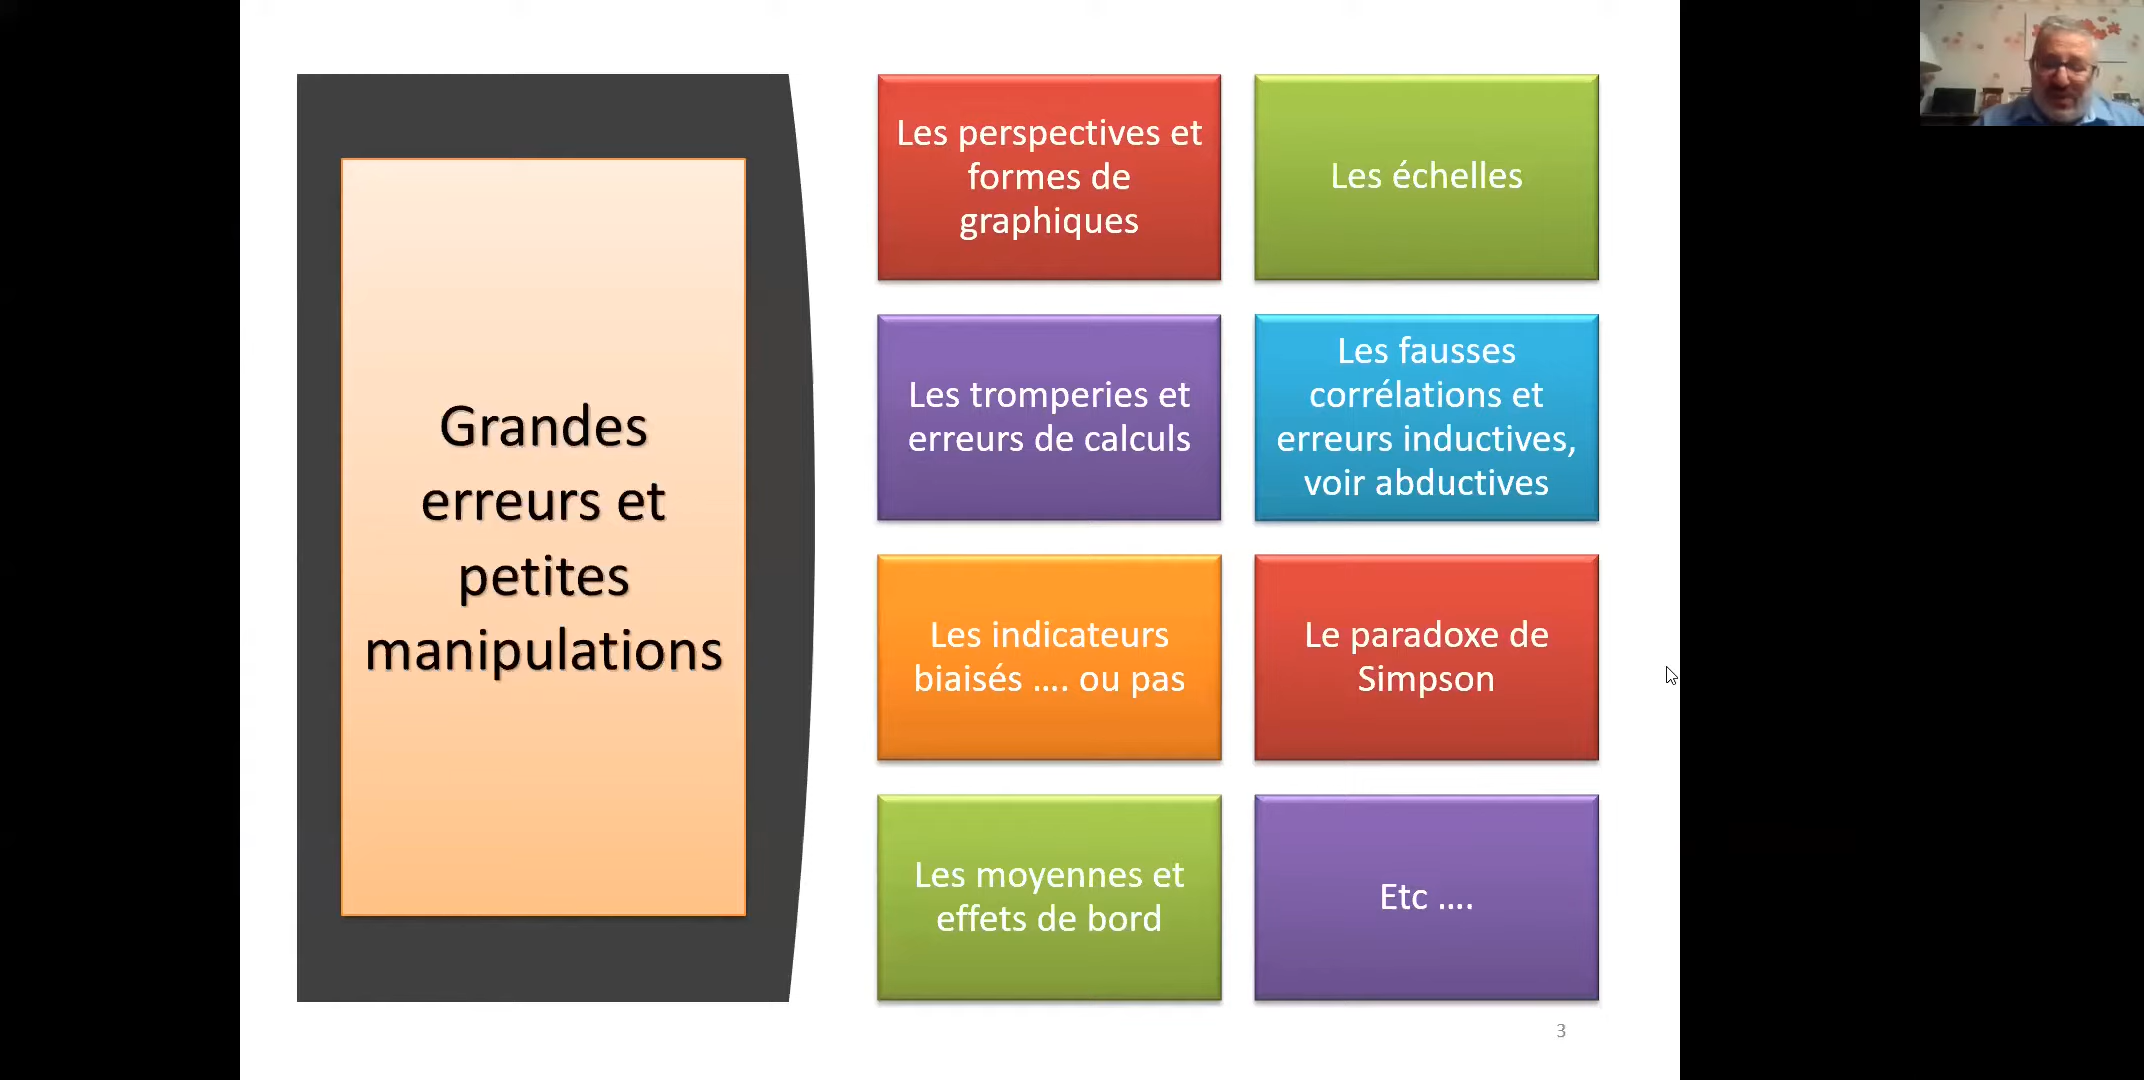 Grandes
erreurs et
petites
manipulations
Les perspectives et
formes de
graphiques
Les échelles
Les tromperies et
erreurs de calculs
Les fausses
corrélations et
erreurs inductives,
voir abductives
Les indicateurs
biaisés .... ou pas
Le paradoxe de
Simpson
Les moyennes et
effets de bord
Etc ....
3